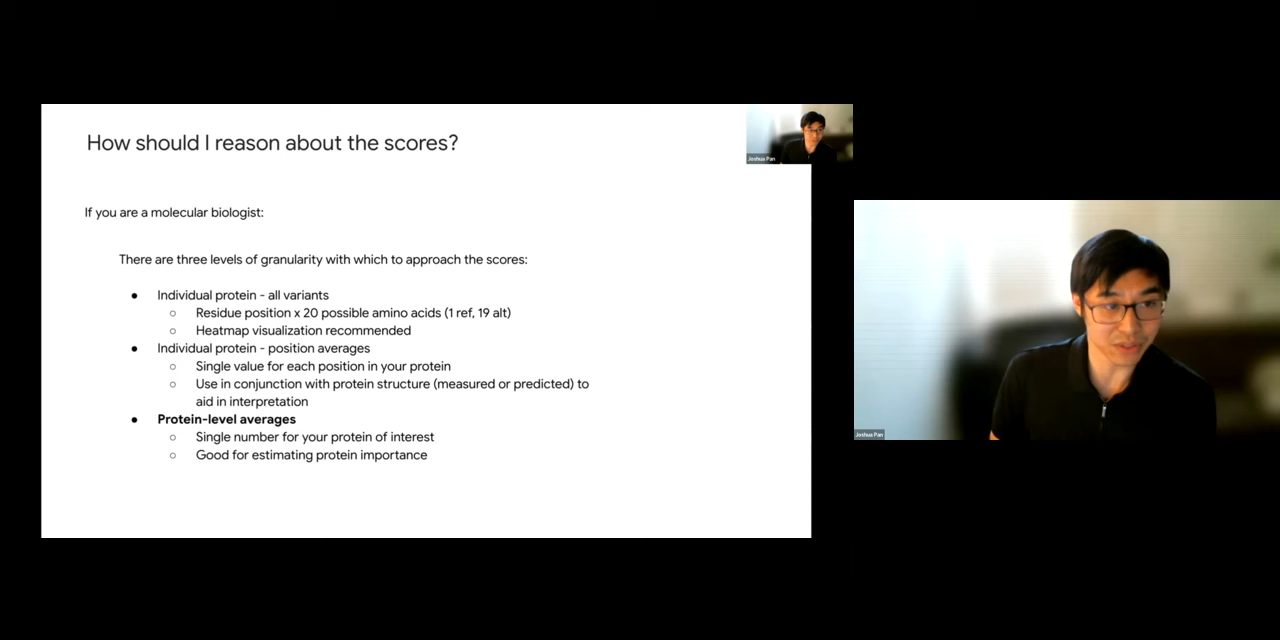 How should I reason about the scores?
Joshua Pan
If you are a molecular biologist:
There are three levels of granularity with which to approach the scores:
● Individual protein - all variants
○ Residue position x 20 possible amino acids (1 ref, 19 alt)
○ Heatmap visualization recommended
● Individual protein - position averages
○ Single value for each position in your protein
○ Use in conjunction with protein structure (measured or predicted) to
aid in interpretation
● Protein-level averages
○ Single number for your protein of interest
○ Good for estimating protein importance
Joshua Pan